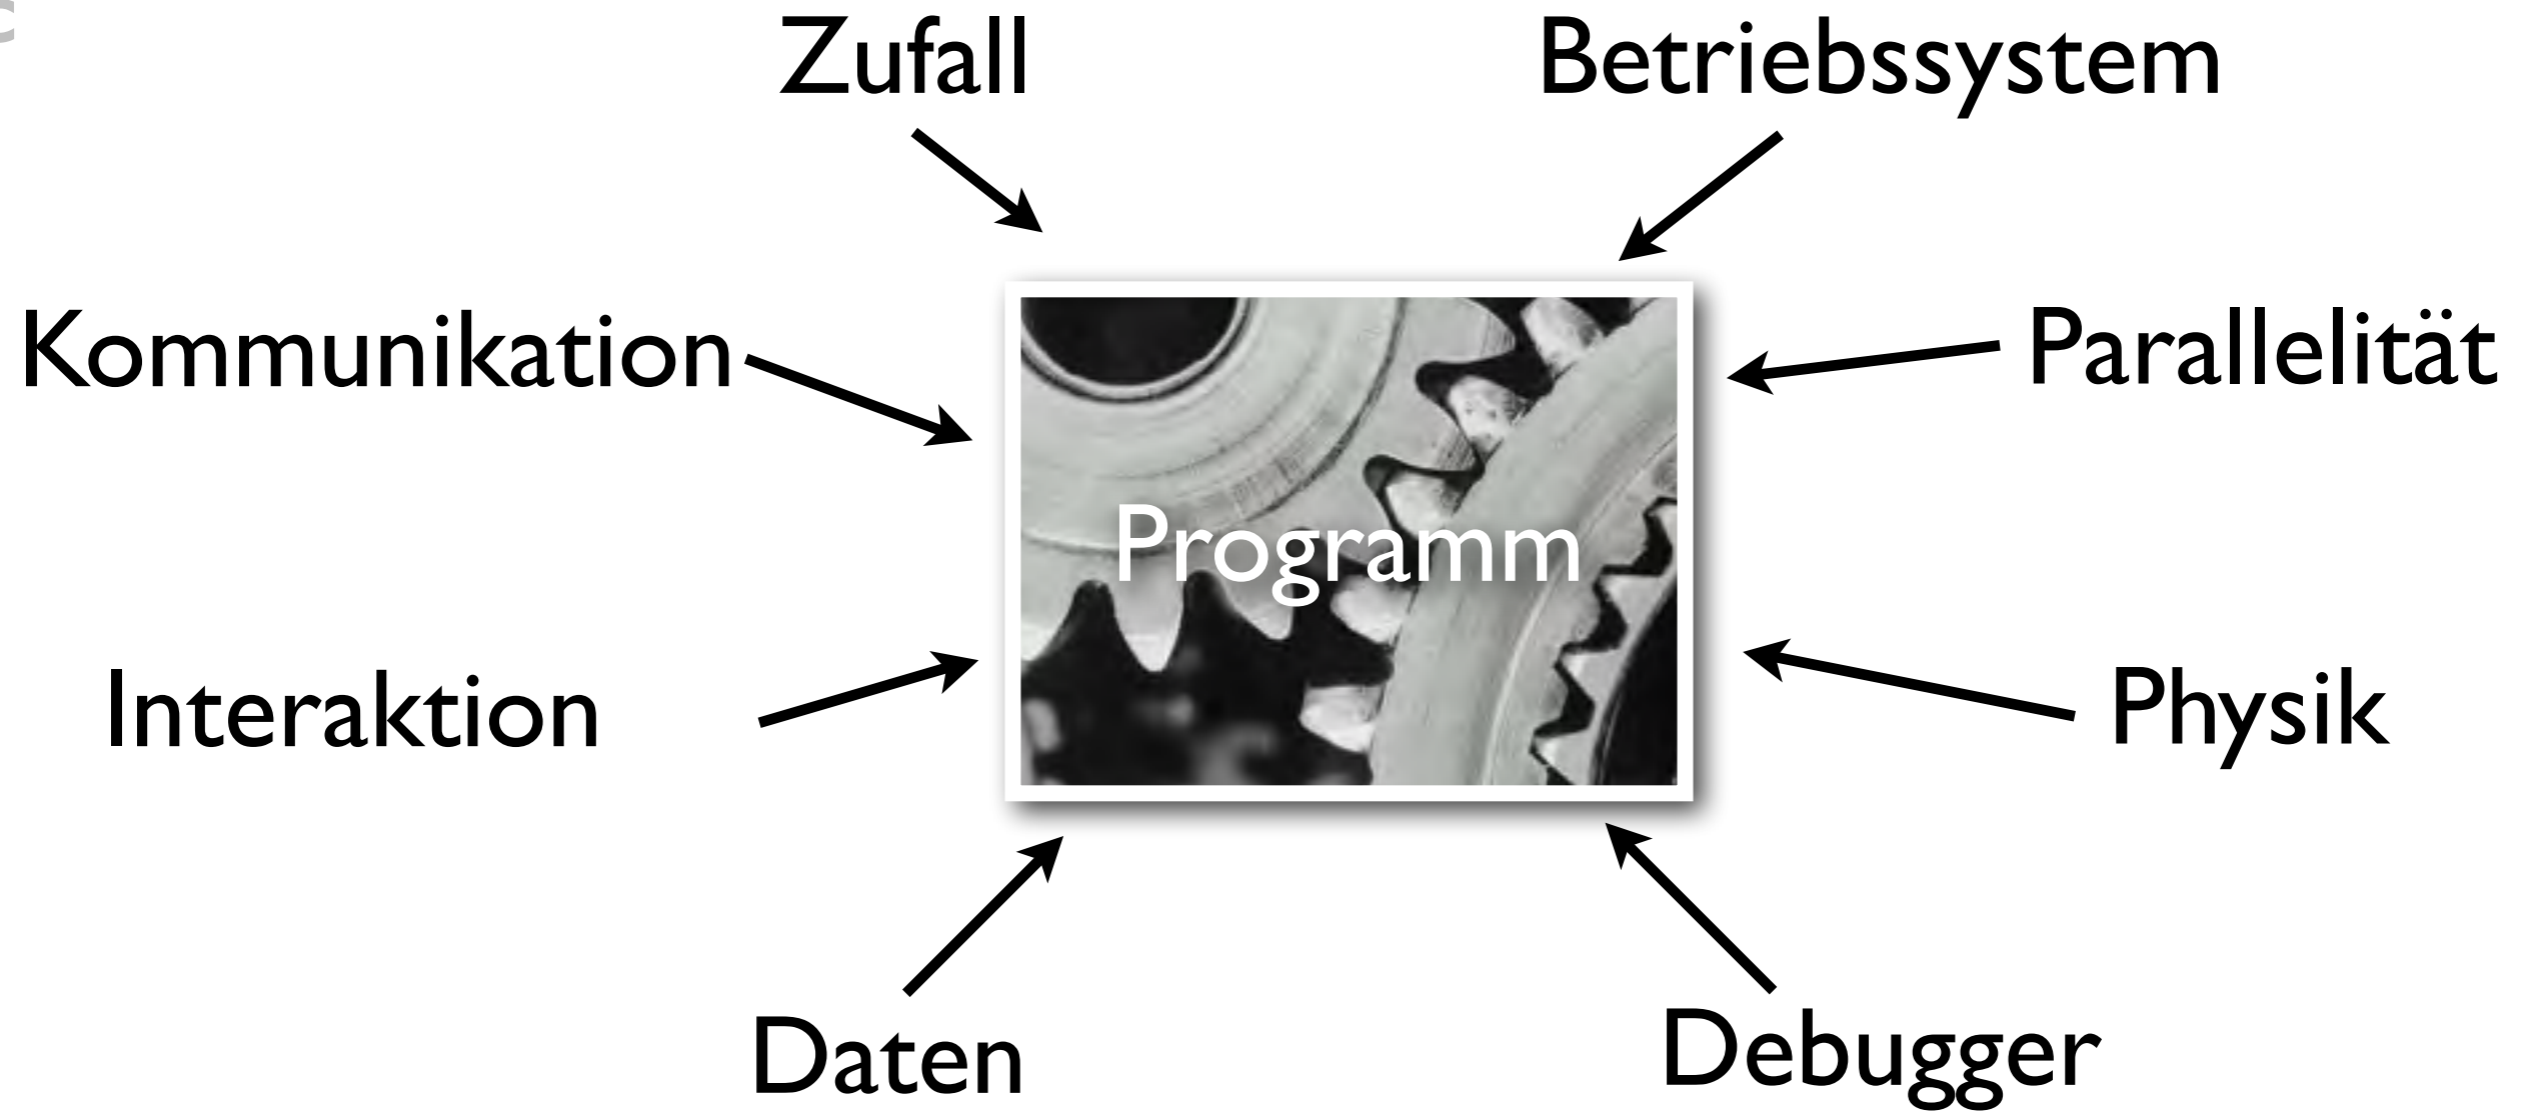 Zufall
Betriebssystem
Kommunikation
Parallelität
Programm
Interaktion
Physik
Daten
Debugger